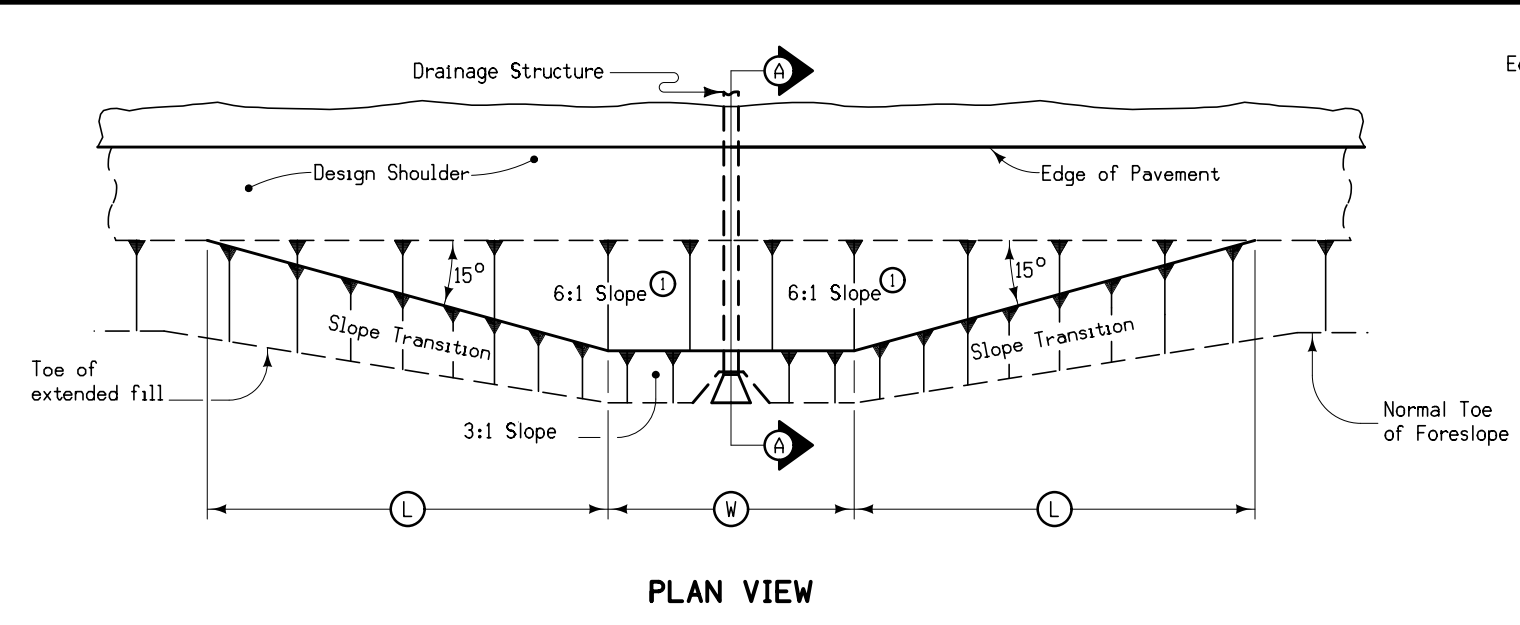 Drainage Structure
A
Ed
Design Shoulder
Edge of Pavement
15°
6:1 Slope 1
6:1 Slope 1
15°
Slope Transition
Slope Transition
Toe of
extended fill
3:1 Slope
A
Normal Toe
of Foreslope
L
W
L
PLAN VIEW